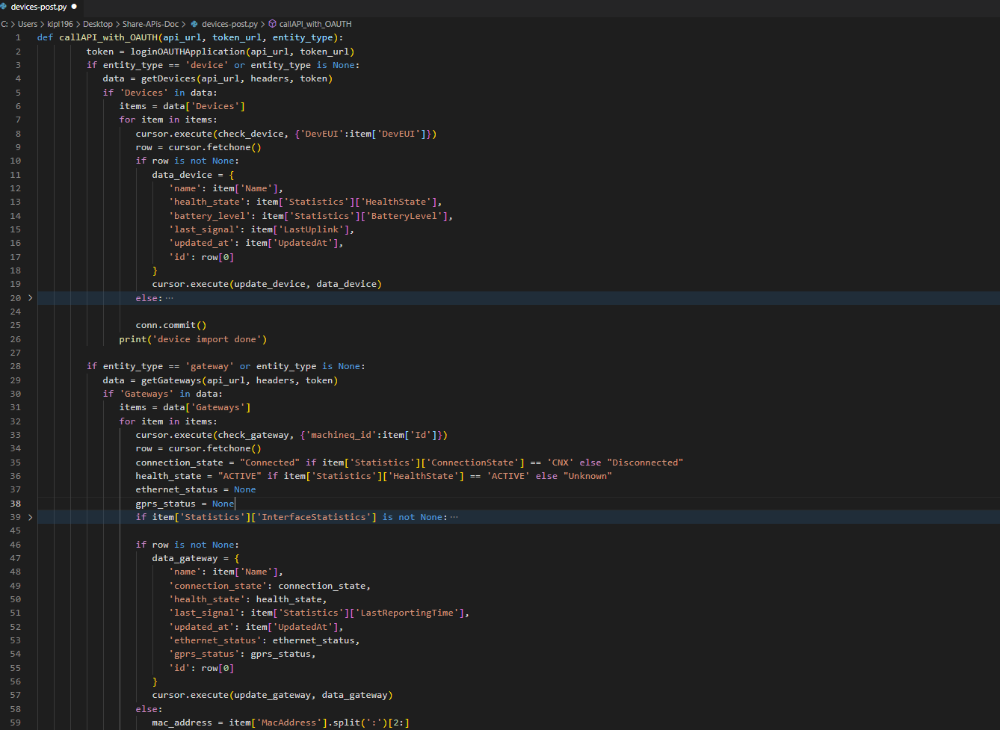 devices-post.py ●
C: > Users > kipl196 > Desktop > Share-APis-Doc > devices-post.py > callAPI_with_OAUTH
1 def callAPI_with_OAUTH(api_url, token_url, entity_type):
2 token = loginOAUTHApplication(api_url, token_url)
3 if entity_type == 'device' or entity_type is None:
4 data = getDevices(api_url, headers, token)
5 if 'Devices' in data:
6 items = data['Devices']
7 for item in items:
8 cursor.execute(check_device, {'DevEUI':item['DevEUI']})
9 row = cursor.fetchone()
10 if row is not None:
11 data_device = {
12 'name': item['Name'],
13 'health_state': item['Statistics']['HealthState'],
14 'battery_level': item['Statistics']['BatteryLevel'],
15 'last_signal': item['LastUplink'],
16 'updated_at': item['UpdatedAt'],
17 'id': row[0]
18 }
19 cursor.execute(update_device, data_device)
20 > else: ···
24
25 conn.commit()
26 print('device import done')
27
28 if entity_type == 'gateway' or entity_type is None:
29 data = getGateways(api_url, headers, token)
30 if 'Gateways' in data:
31 items = data['Gateways']
32 for item in items:
33 cursor.execute(check_gateway, {'machineq_id':item['Id']})
34 row = cursor.fetchone()
35 connection_state = "Connected" if item['Statistics']['ConnectionState'] == 'CNX' else "Disconnected"
36 health_state = "ACTIVE" if item['Statistics']['HealthState'] == 'ACTIVE' else "Unknown"
37 ethernet_status = None
38 gprs_status = None
39 > if item['Statistics']['InterfaceStatistics'] is not None: ···
45
46 if row is not None:
47 data_gateway = {
48 'name': item['Name'],
49 'connection_state': connection_state,
50 'health_state': health_state,
51 'last_signal': item['Statistics']['LastReportingTime'],
52 'updated_at': item['UpdatedAt'],
53 'ethernet_status': ethernet_status,
54 'gprs_status': gprs_status,
55 'id': row[0]
56 }
57 cursor.execute(update_gateway, data_gateway)
58 else:
59 mac_address = item['MacAddress'].split(':')[2:]